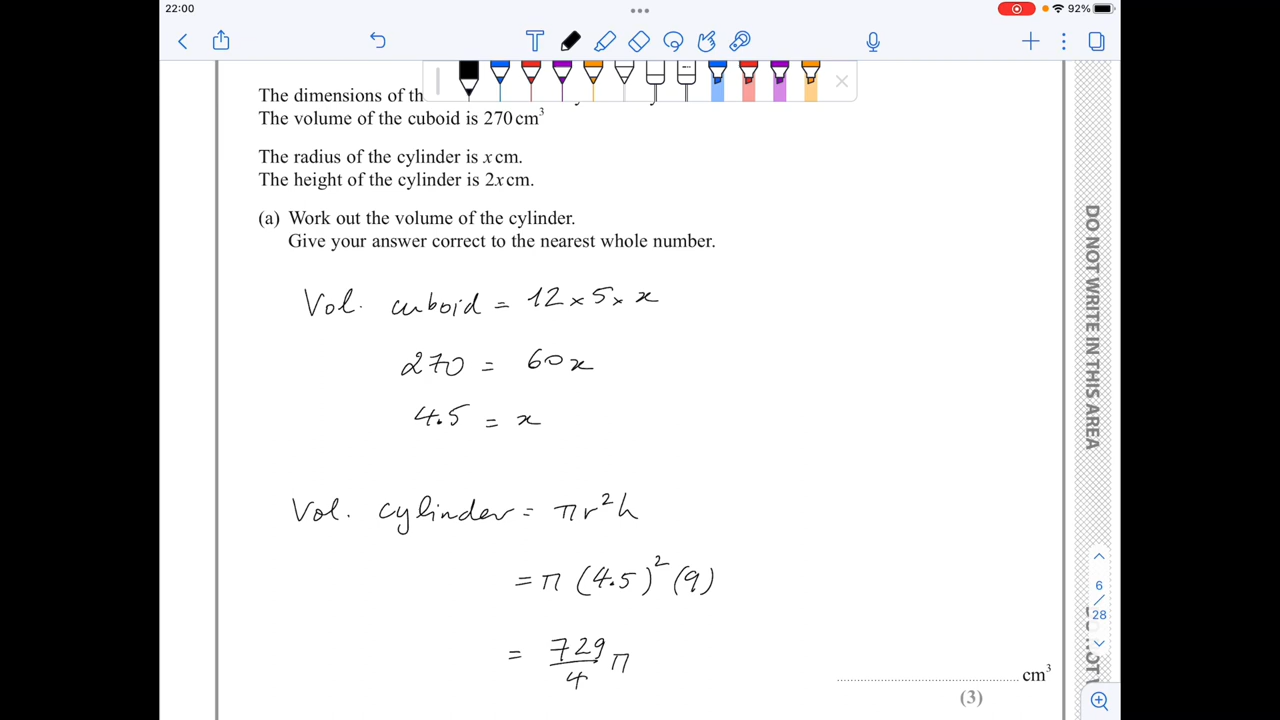 22:00
92%
The dimensions of th
The volume of the cuboid is 270 cm³
The radius of the cylinder is x cm.
The height of the cylinder is 2x cm.
(a) Work out the volume of the cylinder.
Give your answer correct to the nearest whole number.
Vol. cuboid = 12 × 5 × x
270 = 60x
4.5 = x
Vol. cylinder = πr²h
= π (4.5)² (9)
= 729/4 π
cm³
(3)
DO NOT WRITE IN THIS AREA
6
/
28